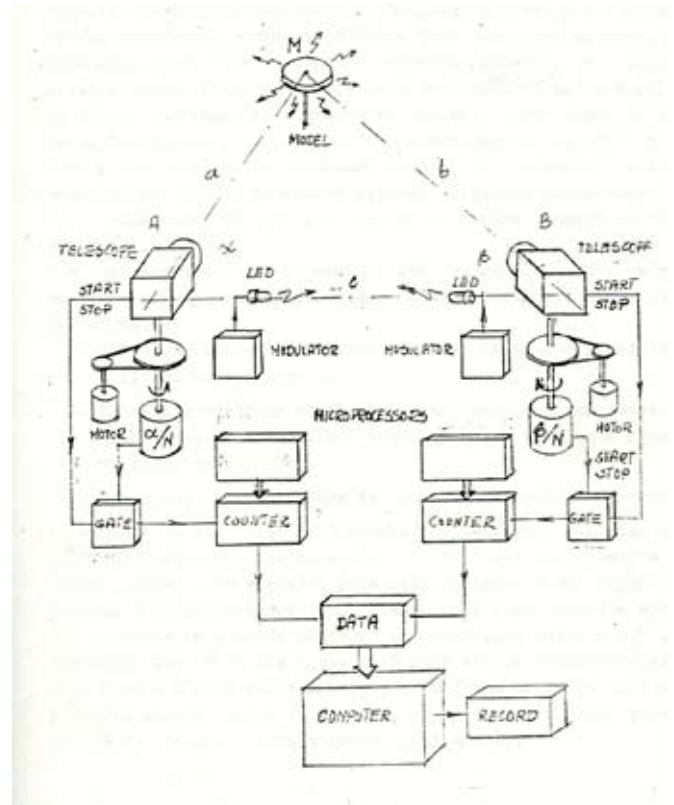 M
MODEL
a
b
A
B
α
β
TELESCOPE
TELESCOPE
LED
LED
c
START
STOP
START
STOP
MODULATOR
MODULATOR
MOTOR
α/N
MICROPROCESSORS
β/N
MOTOR
START
STOP
GATE
COUNTER
COUNTER
GATE
DATA
COMPUTER
RECORD